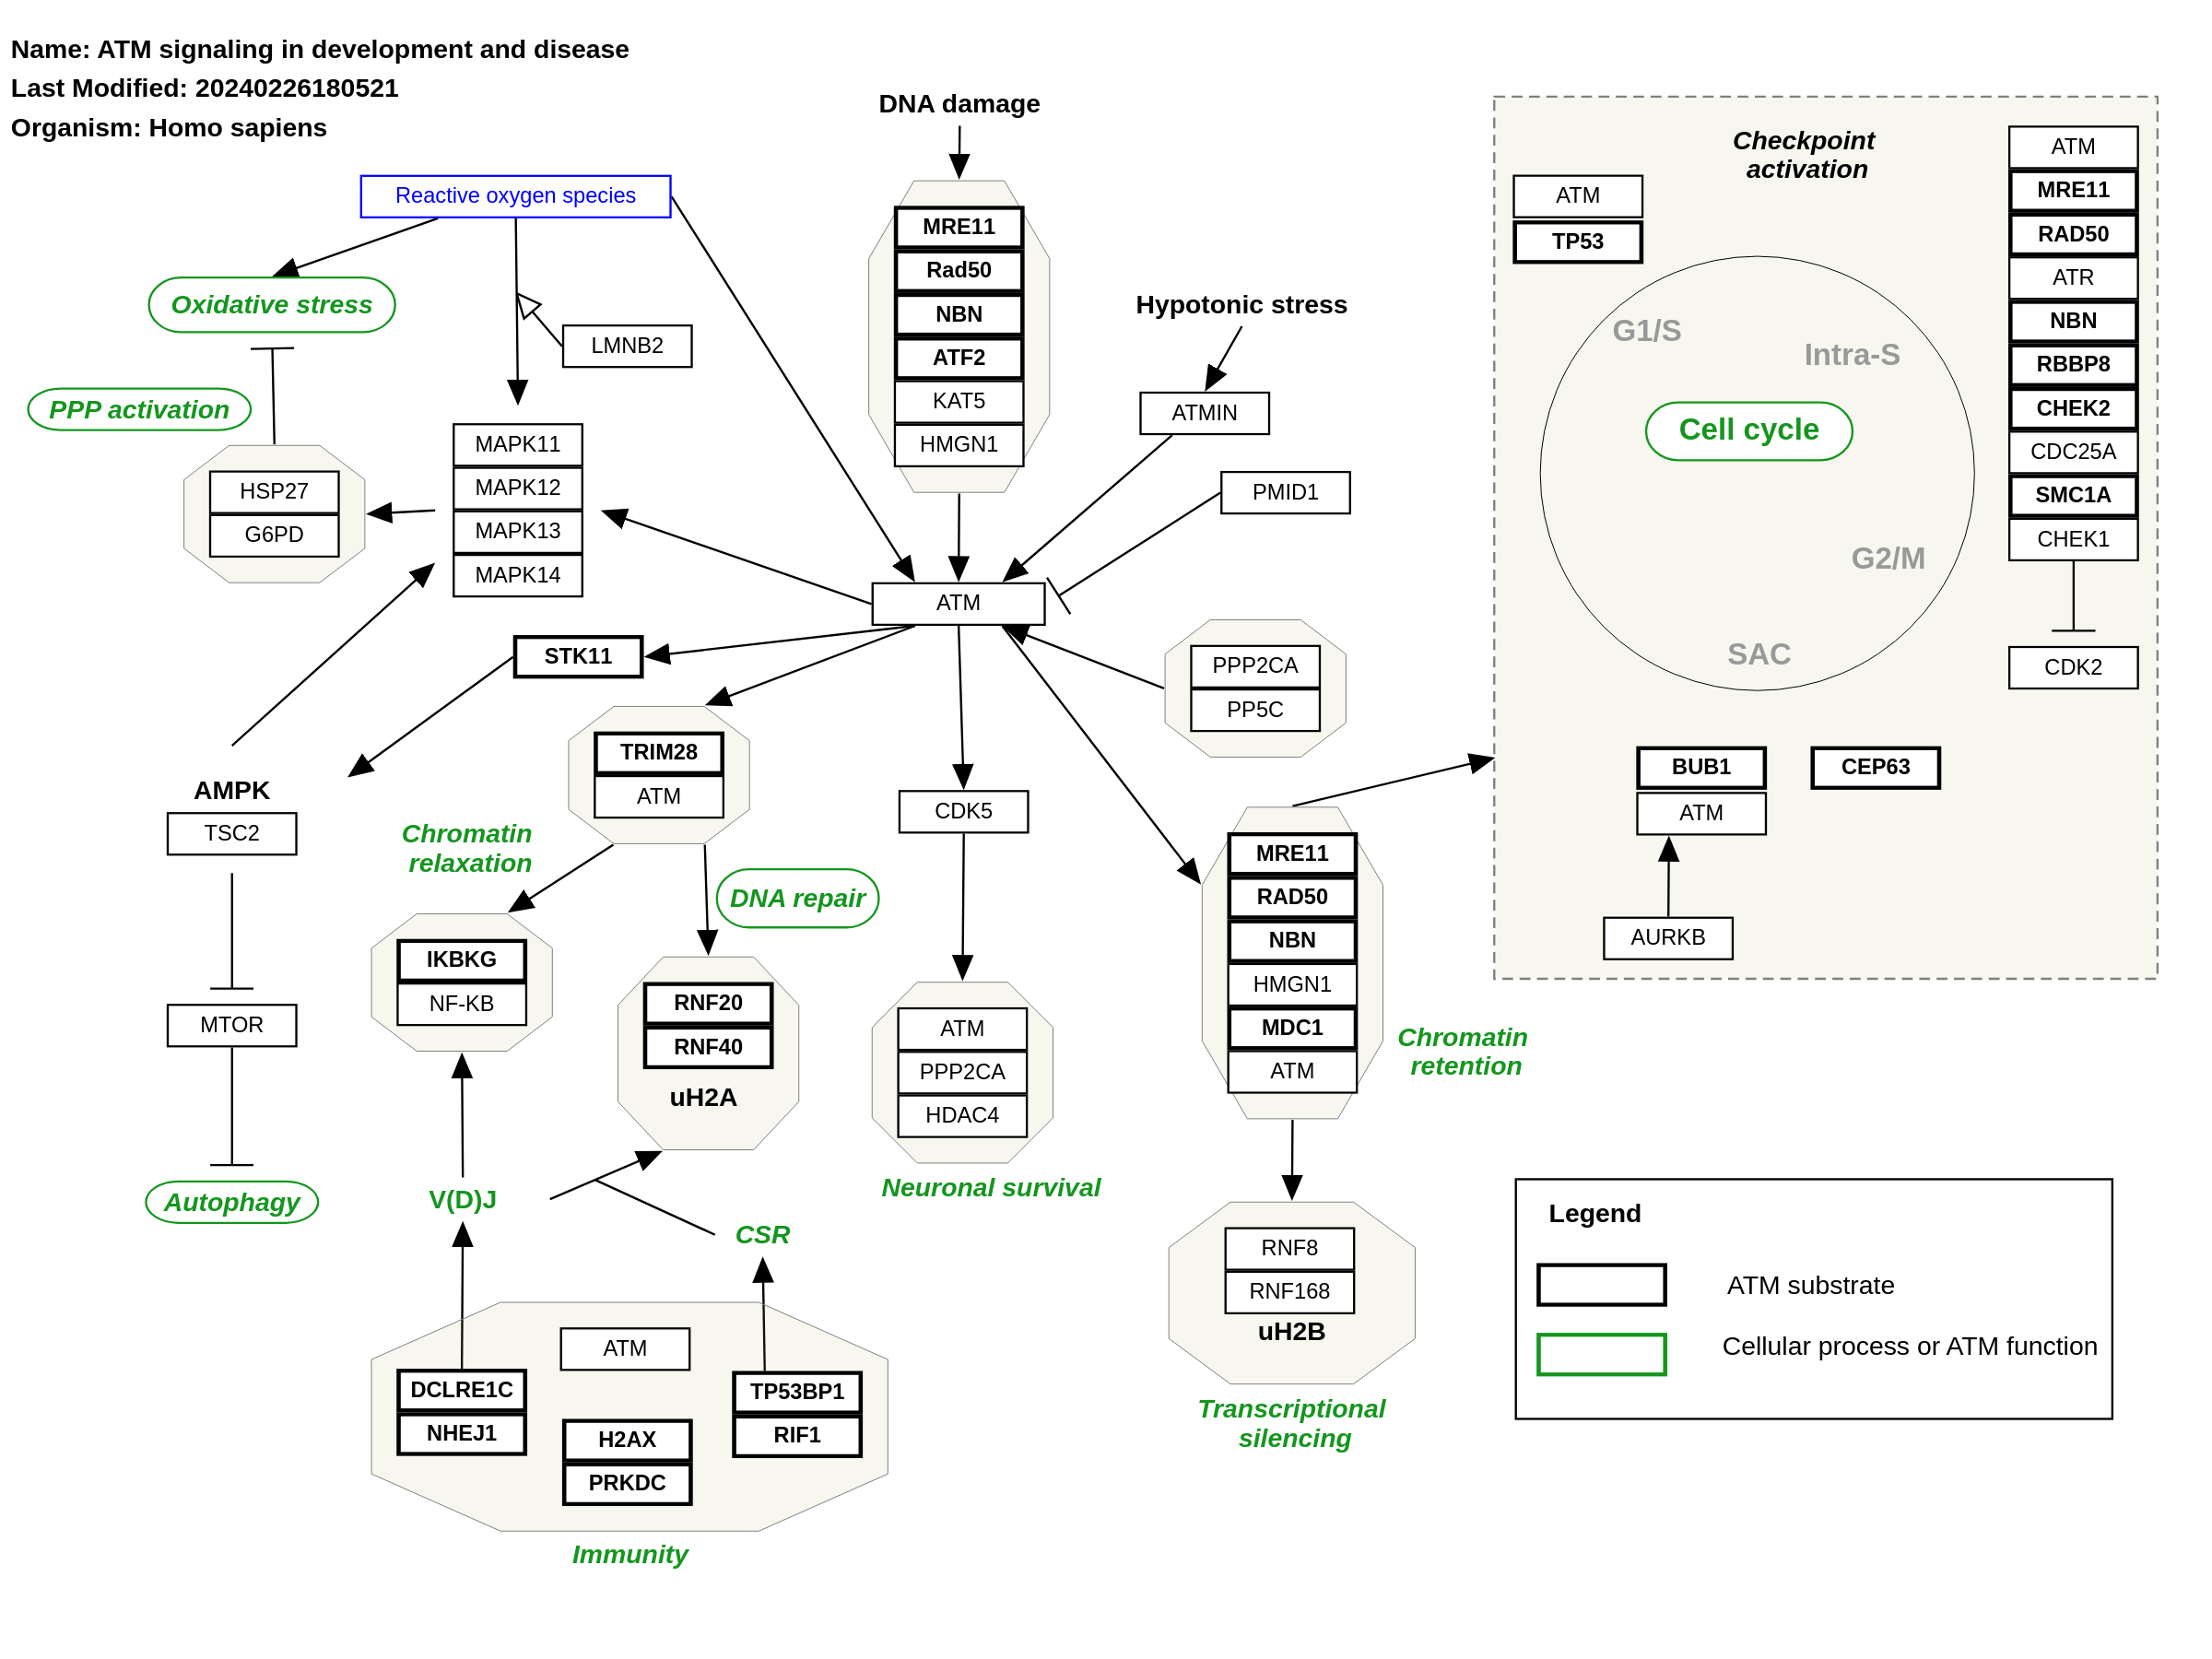 Name: ATM signaling in development and disease
Last Modified: 20240226180521
Organism: Homo sapiens
DNA damage
Reactive oxygen species
Oxidative stress
LMNB2
PPP activation
HSP27
G6PD
MAPK11
MAPK12
MAPK13
MAPK14
MRE11
Rad50
NBN
ATF2
KAT5
HMGN1
Hypotonic stress
ATMIN
PMID1
ATM
STK11
PPP2CA
PP5C
TRIM28
ATM
CDK5
AMPK
TSC2
MTOR
Autophagy
Chromatin
relaxation
DNA repair
IKBKG
NF-KB
RNF20
RNF40
uH2A
ATM
PPP2CA
HDAC4
Neuronal survival
V(D)J
CSR
ATM
DCLRE1C
NHEJ1
H2AX
PRKDC
TP53BP1
RIF1
Immunity
MRE11
RAD50
NBN
HMGN1
MDC1
ATM
Chromatin
retention
RNF8
RNF168
uH2B
Transcriptional
silencing
Checkpoint
activation
ATM
TP53
G1/S
Intra-S
Cell cycle
G2/M
SAC
ATM
MRE11
RAD50
ATR
NBN
RBBP8
CHEK2
CDC25A
SMC1A
CHEK1
CDK2
BUB1
ATM
CEP63
AURKB
Legend
ATM substrate
Cellular process or ATM function